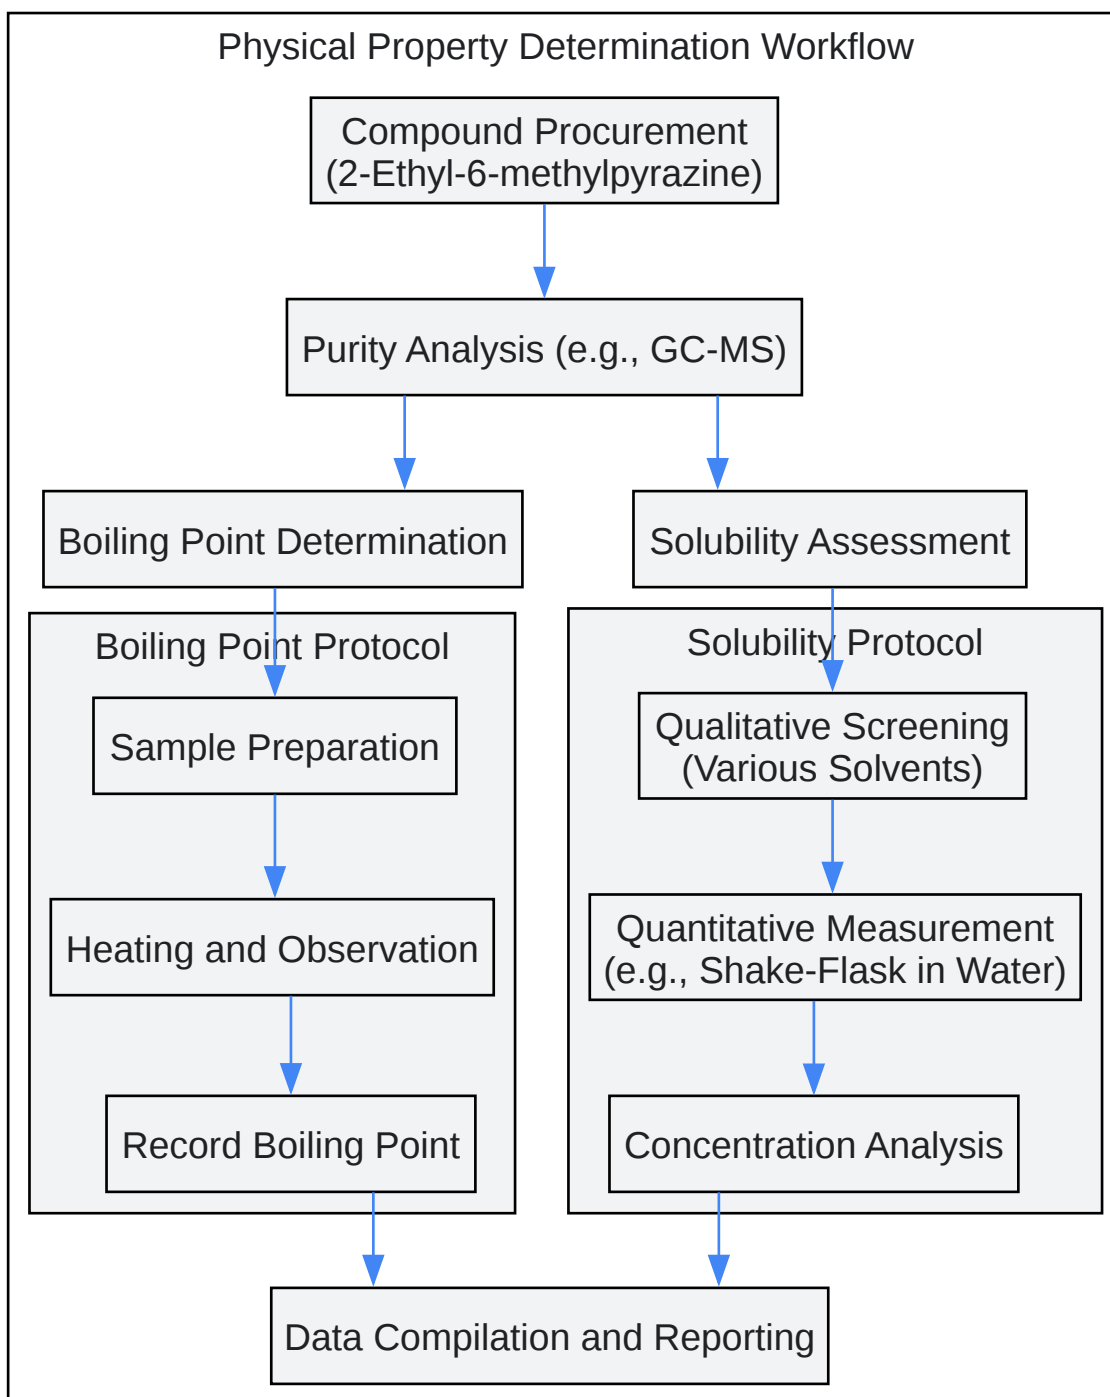 Physical Property Determination Workflow
Compound Procurement
(2-Ethyl-6-methylpyrazine)
Purity Analysis (e.g., GC-MS)
Boiling Point Determination
Solubility Assessment
Boiling Point Protocol
Sample Preparation
Heating and Observation
Record Boiling Point
Solubility Protocol
Qualitative Screening
(Various Solvents)
Quantitative Measurement
(e.g., Shake-Flask in Water)
Concentration Analysis
Data Compilation and Reporting